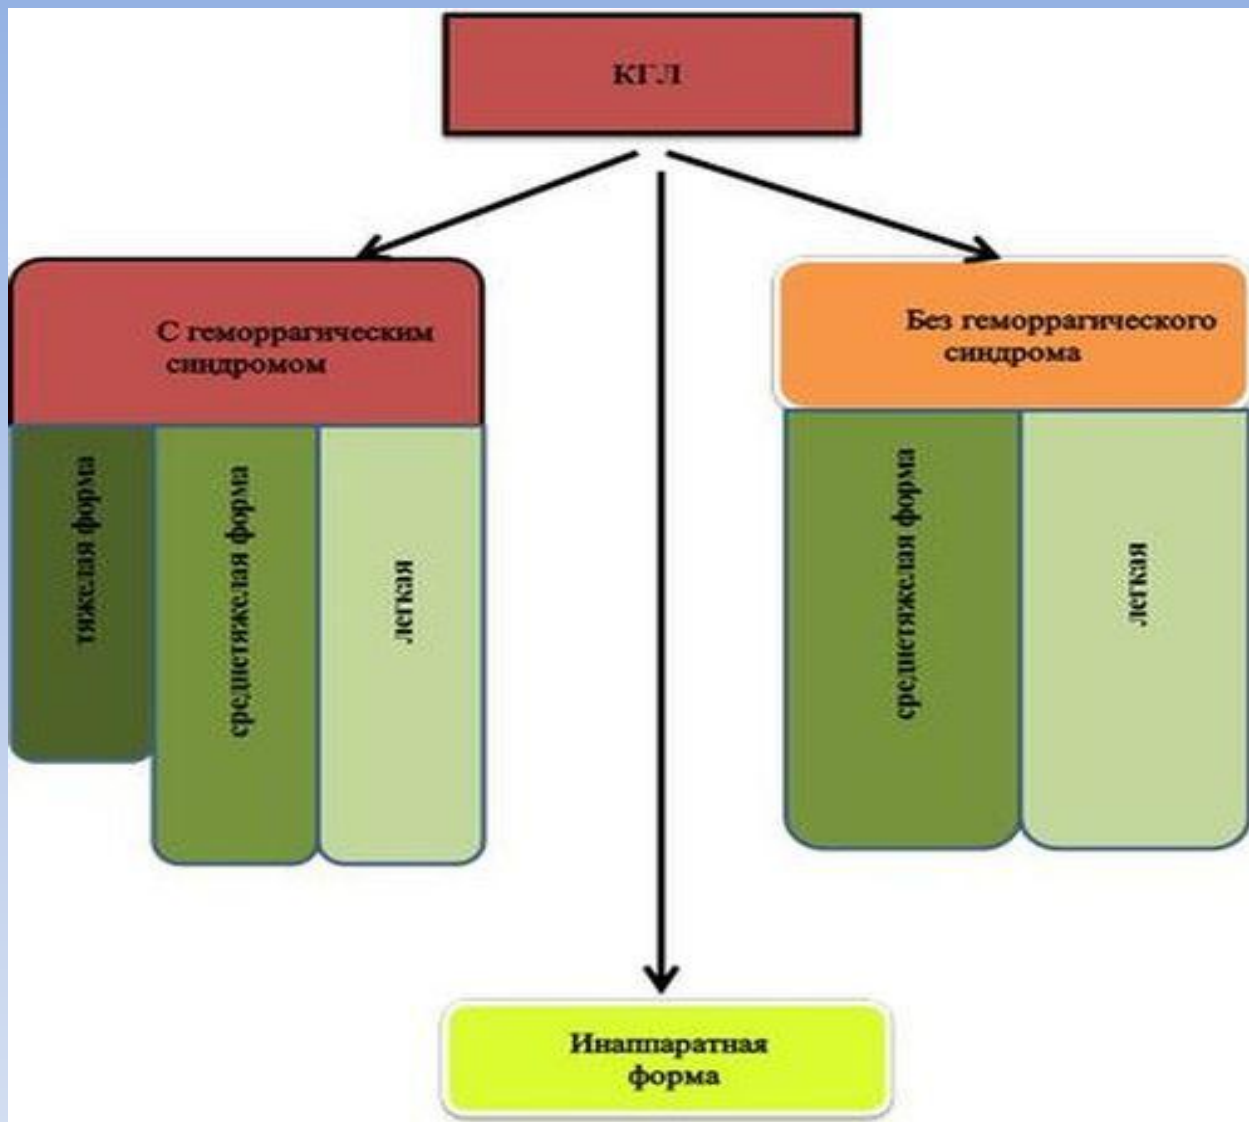 КГЛ
С геморрагическим
синдромом
тяжелая форма
среднетяжелая форма
легкая
Без геморрагического
синдрома
среднетяжелая форма
легкая
Инаппаратная
форма